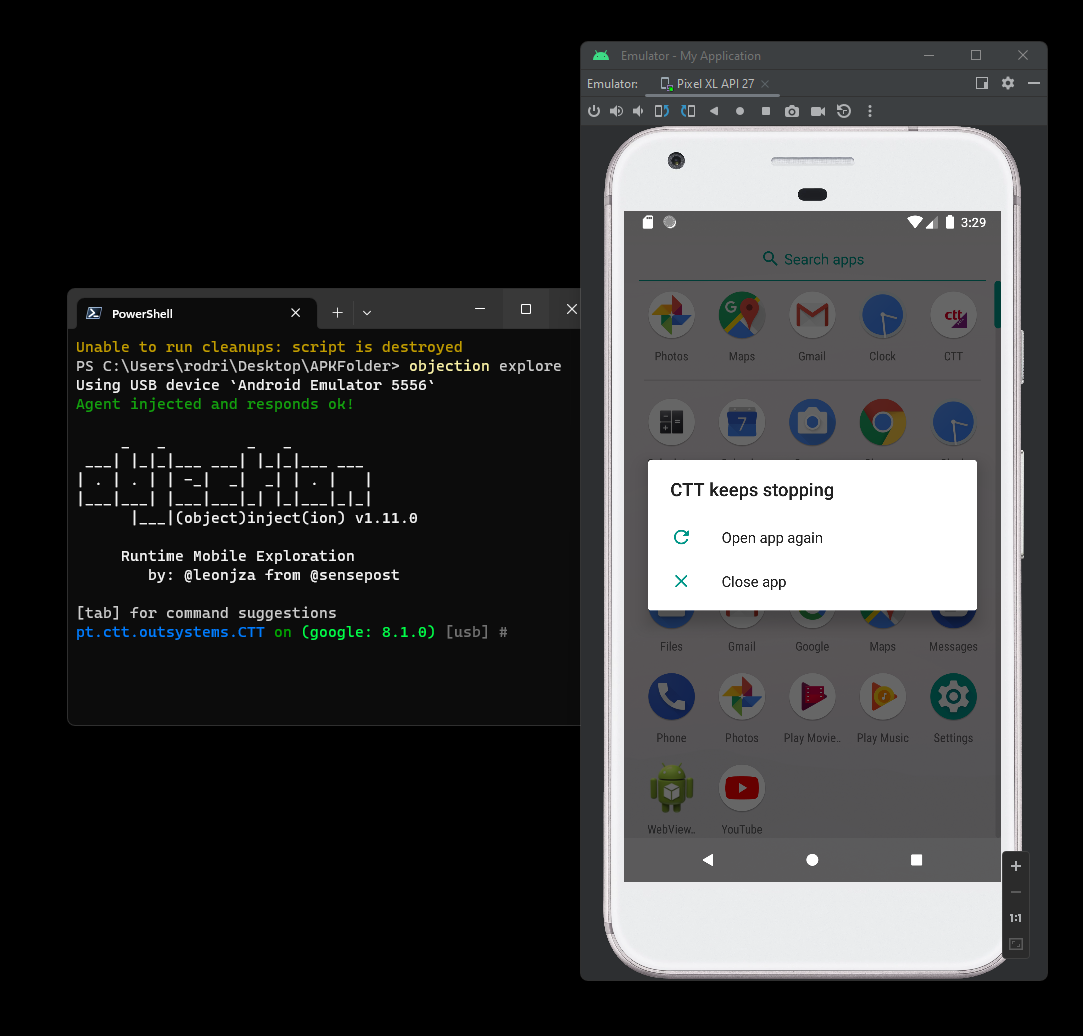 Emulator - My Application
Emulator:
Pixel XL API 27
3:29
Search apps
ctt
Photos
Maps
Gmail
Clock
CTT
7
CTT keeps stopping
Open app again
Close app
Files
Gmail
Google
Maps
Messages
Phone
Photos
Play Movie..
Play Music
Settings
WebView..
YouTube
1:1
PowerShell
Unable to run cleanups: script is destroyed
PS C:\Users\rodri\Desktop\APKFolder> objection explore
Using USB device `Android Emulator 5556`
Agent injected and responds ok!
|___|(object)inject(ion) v1.11.0
Runtime Mobile Exploration
by: @leonjza from @sensepost
[tab] for command suggestions
pt.ctt.outsystems.CTT on (google: 8.1.0) [usb] #